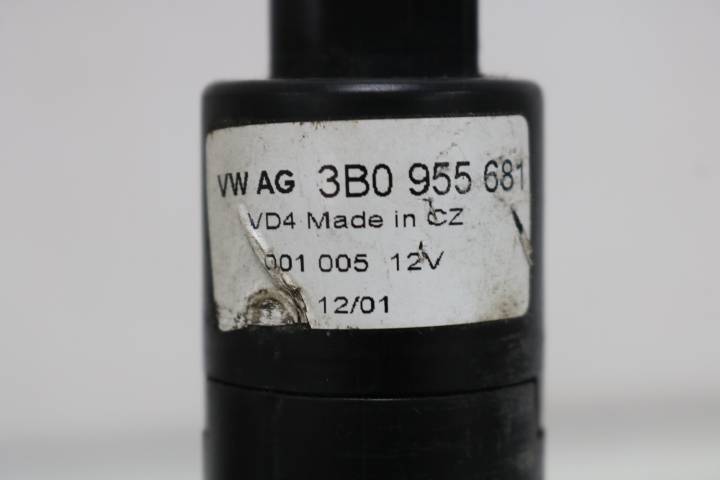 VW AG 3B0 955 681
VD4 Made in CZ
001 005 12V
12/01